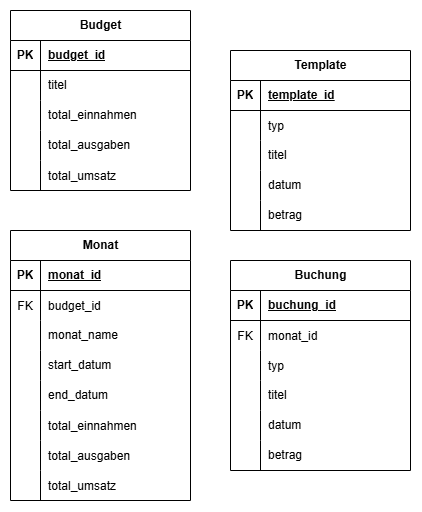 Budget
PK budget_id
titel
total_einnahmen
total_ausgaben
total_umsatz
Template
PK template_id
typ
titel
datum
betrag
Monat
PK monat_id
FK budget_id
monat_name
start_datum
end_datum
total_einnahmen
total_ausgaben
total_umsatz
Buchung
PK buchung_id
FK monat_id
typ
titel
datum
betrag